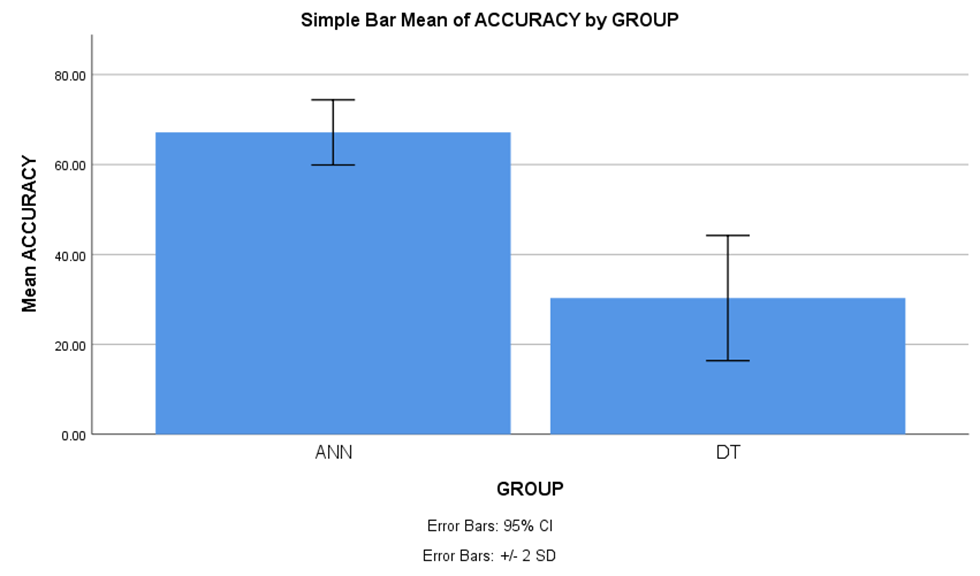 Simple Bar Mean of ACCURACY by GROUP
80.00
60.00
40.00
20.00
0.00
Mean ACCURACY
ANN DT
GROUP
Error Bars: 95% CI
Error Bars: +/- 2 SD